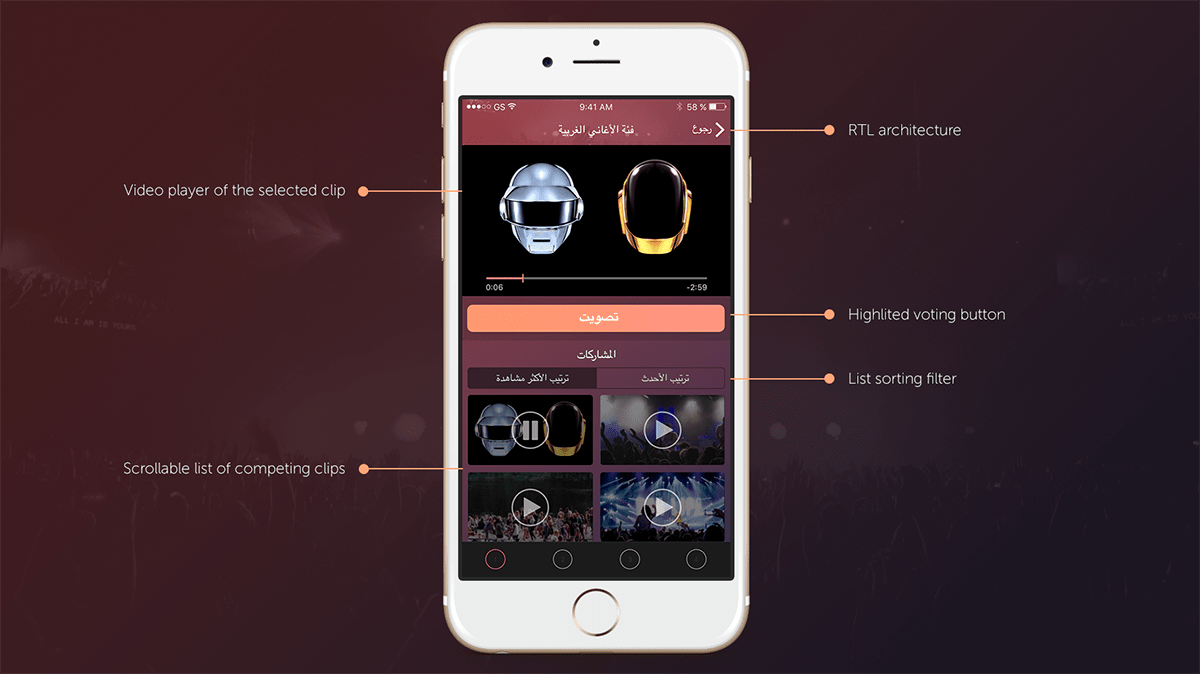 GS 9:41 AM 58 %
فئة الأغاني الغربية
رجوع
RTL architecture
Video player of the selected clip
0:06
-2:59
تصويت
Highlited voting button
المشاركات
ترتيب الأحدث
ترتيب الأكثر مشاهدة
List sorting filter
Scrollable list of competing clips
ALL I AM IS YOURS